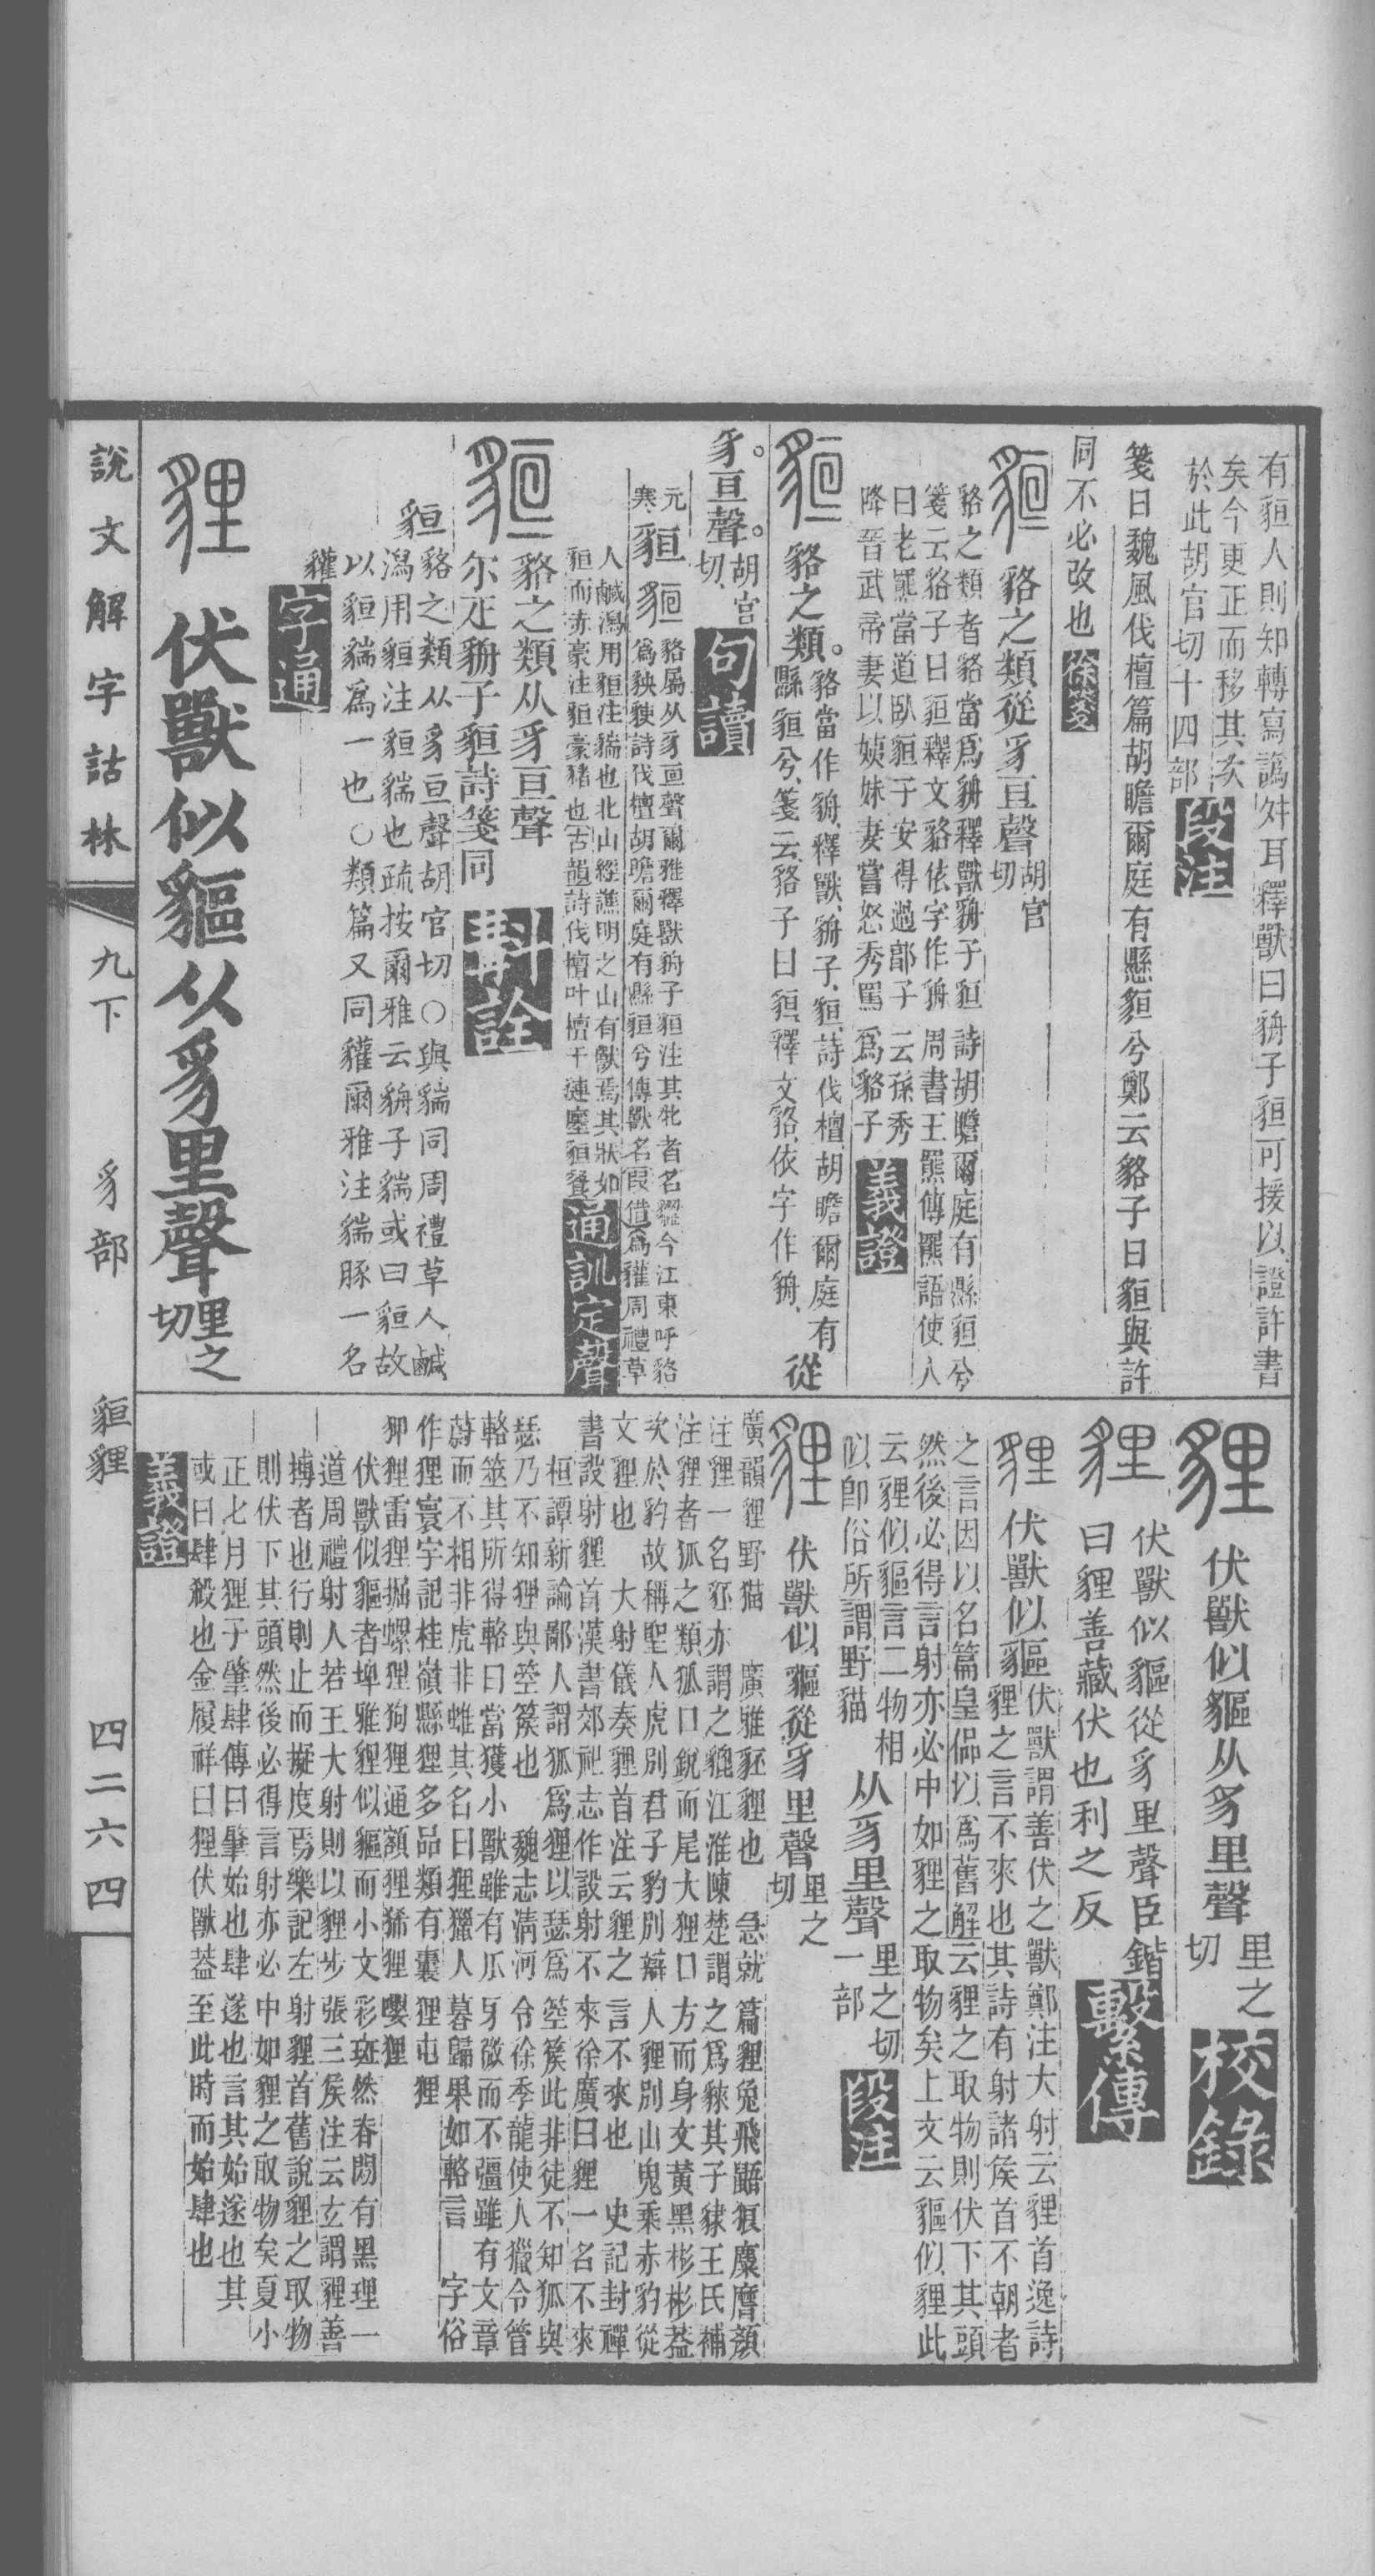 有貆人則知轉寫譌舛耳釋獸曰貈子貆可援以證許書
矣今更正而移其次
於此胡官切十四部
段注
箋曰魏風伐檀篇胡瞻爾庭有懸貆兮鄭云貉子曰貆與許
同不必改也
徐箋
貆
貉之類從豸亘聲
胡官
切
貉之類者貉當爲貈釋獸貈子貆
詩胡瞻爾庭有縣貆兮
箋云貉子曰貆釋文貉依字作貈
周書王羆傳羆語使人
曰老羆當道臥貆子安得過郡子
云孫秀
降晉武帝妻以姨妹妻嘗怒秀罵爲貉子
義證
貆
貉之類。
貉當作貈、釋獸、貈子、貆、詩伐檀、胡瞻爾庭有
縣貆兮、箋云、貉子曰貆、釋文、貉、依字作貈、
從
豸。亘聲。
胡官
切、
句讀
元
寒
貆
貆
貉屬从豸亘聲爾雅釋獸貈子貆注其牝者名貗今江東呼貉
爲䝟䝟詩伐檀胡瞻爾庭有縣貆兮傳獸名叚借爲貛周禮草
人鹹潟用貆注貒也北山經譙明之山有獸焉其狀如
貆而赤豪注貆豪豬也古韻詩伐檀叶檀干漣廛貆餐
通訓定聲
貆
貉之類从豸亘聲
尔疋貈子貆詩箋同
斠詮
貆
貉之類从豸亘聲胡官切○與貒同周禮草人鹹
潟用貆注貆貒也疏按爾雅云貈子貒或曰貆故
以貆貒爲一也○類篇又同貛爾雅注貒豚一名
貛
字通
貍
伏獸似貙从豸里聲
里之
切
貍
伏獸似貙从豸里聲
里之
切
校錄
貍
伏獸似貙從豸里聲臣鍇
曰貍善藏伏也利之反
繫傳
貍
伏獸似貙
伏獸謂善伏之獸鄭注大射云貍首逸詩
貍之言不來也其詩有射諸侯首不朝者
之言因以名篇皇侃以爲舊解云貍之取物則伏下其頭
然後必得言射亦必中如貍之取物矣上文云貙似貍此
云貍似貙言二物相
似卽俗所謂野貓
从豸里聲
里之切
一部
段注
貍
伏獸似貙從豸里聲
里之
切
廣韻貍野猫
廣雅豾貍也
急就篇貍兔飛鼯狼麋麐顏
注貍一名豾亦謂之貔江淮陳楚謂之爲䅘其子䝥王氏補
注貍者狐之類狐口銳而尾大貍口方而身文黃黑彬彬蓋
次於豹故稱聖人虎別君子豹別辯人貍別山鬼乘赤豹從
文貍也
大射儀奏貍首注云貍之言不來也
史記封禪
書設射貍首漢書郊祀志作設射不來徐廣曰貍一名不來
桓譚新論鄙人謂狐爲貍以瑟爲箜篌此非徒不知狐與
瑟乃不知貍與箜篌也
魏志淸河令徐季龍使人獵令管
輅筮其所得輅曰當獲小獸雖有爪牙微而不彊雖有文章
蔚而不相非虎非雉其名曰貍獵人暮歸果如輅言
字俗
作狸寰宇記桂嶺縣狸多品類有囊狸屯狸
狎狸雷狸掘螺狸狗狸通額狸狶狸嚶狸
伏獸似貙者埤雅貍似貙而小文彩斑然春閒有黑理一
道周禮射人若王大射則以貍步張三侯注云玄謂貍善
搏者也行則止而擬度焉樂記左射貍首舊說貍之取物
則伏下其頭然後必得言射亦必中如貍之取物矣夏小
正七月狸子肇肆傳曰肇始也肆遂也言其始遂也其
或曰肆殺也金履祥曰狸伏獸蓋至此時而始肆也
義證
說文解字詁林
九下
豸部
貆貍
四二六四